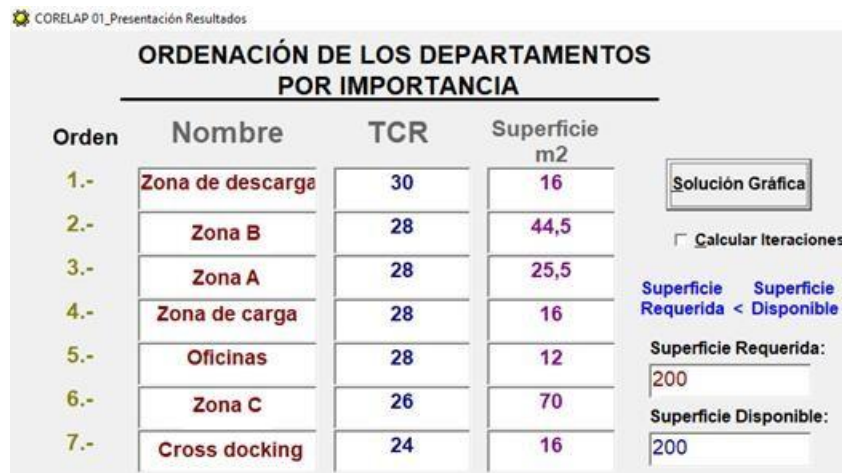 CORELAP 01_Presentación Resultados
ORDENACIÓN DE LOS DEPARTAMENTOS
POR IMPORTANCIA
Orden Nombre TCR Superficie m2
1.- Zona de descarga 30 16
2.- Zona B 28 44,5
3.- Zona A 28 25,5
4.- Zona de carga 28 16
5.- Oficinas 28 12
6.- Zona C 26 70
7.- Cross docking 24 16
Solución Gráfica
Calcular Iteraciones
Superficie Superficie
Requerida < Disponible
Superficie Requerida:
200
Superficie Disponible:
200